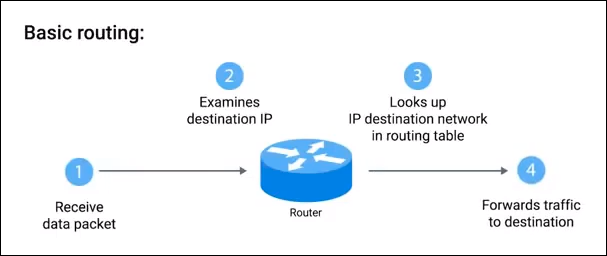 Basic routing:
1
Receive
data packet
2
Examines
destination IP
Router
3
Looks up
IP destination network
in routing table
4
Forwards traffic
to destination